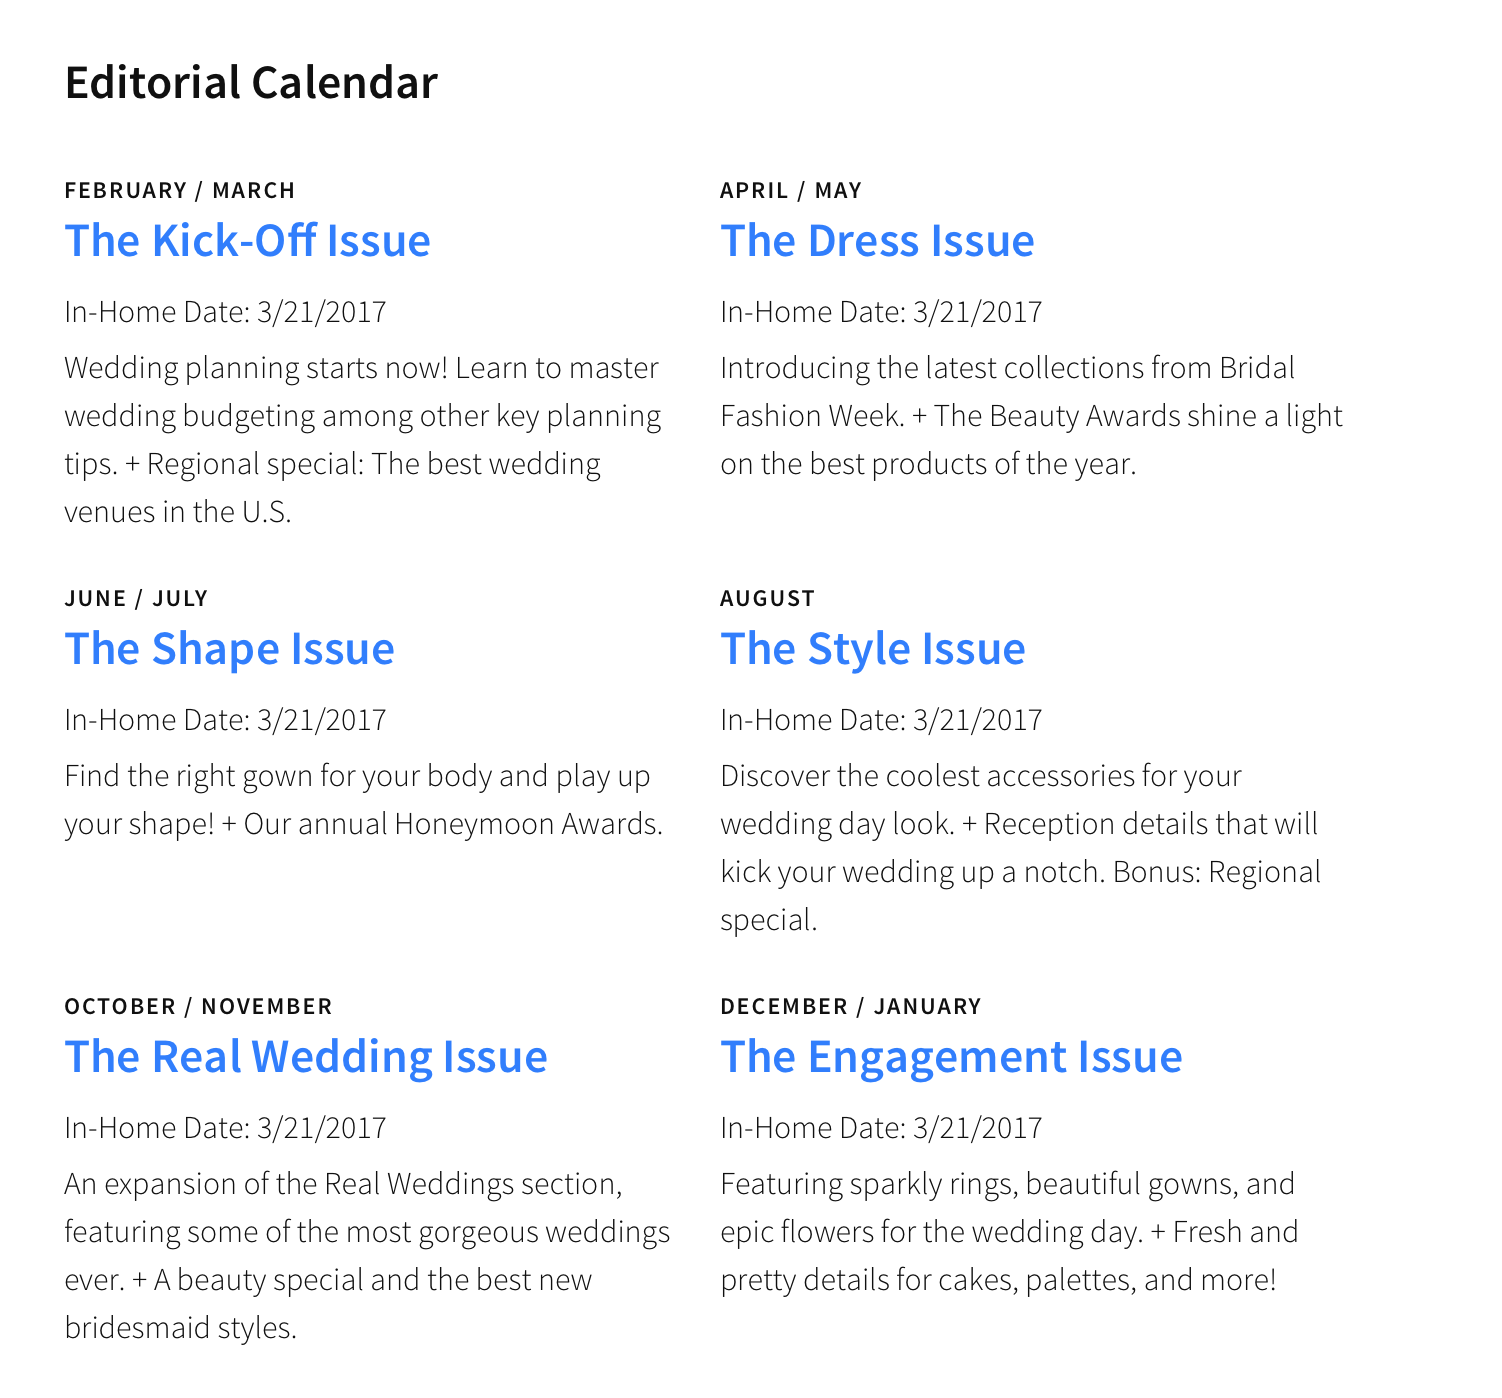 Editorial Calendar
FEBRUARY / MARCH
The Kick-Off Issue
In-Home Date: 3/21/2017
Wedding planning starts now! Learn to master
wedding budgeting among other key planning
tips. + Regional special: The best wedding
venues in the U.S.
APRIL / MAY
The Dress Issue
In-Home Date: 3/21/2017
Introducing the latest collections from Bridal
Fashion Week. + The Beauty Awards shine a light
on the best products of the year.
JUNE / JULY
The Shape Issue
In-Home Date: 3/21/2017
Find the right gown for your body and play up
your shape! + Our annual Honeymoon Awards.
AUGUST
The Style Issue
In-Home Date: 3/21/2017
Discover the coolest accessories for your
wedding day look. + Reception details that will
kick your wedding up a notch. Bonus: Regional
special.
OCTOBER / NOVEMBER
The Real Wedding Issue
In-Home Date: 3/21/2017
An expansion of the Real Weddings section,
featuring some of the most gorgeous weddings
ever. + A beauty special and the best new
bridesmaid styles.
DECEMBER / JANUARY
The Engagement Issue
In-Home Date: 3/21/2017
Featuring sparkly rings, beautiful gowns, and
epic flowers for the wedding day. + Fresh and
pretty details for cakes, palettes, and more!